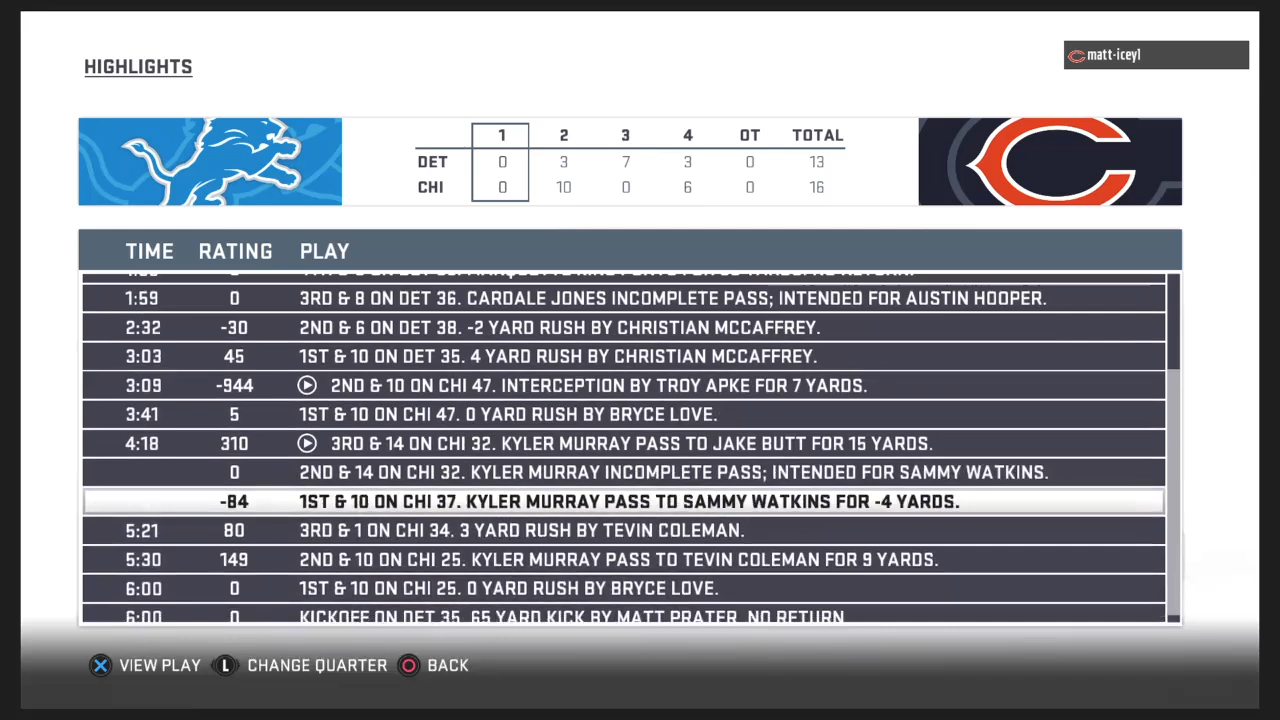 HIGHLIGHTS
matt-icey1
1 2 3 4 OT TOTAL
DET 0 3 7 3 0 13
CHI 0 10 0 6 0 16
TIME RATING PLAY
1:59 0 3RD & 8 ON DET 36. CARDALE JONES INCOMPLETE PASS; INTENDED FOR AUSTIN HOOPER.
2:32 -30 2ND & 6 ON DET 38. -2 YARD RUSH BY CHRISTIAN MCCAFFREY.
3:03 45 1ST & 10 ON DET 35. 4 YARD RUSH BY CHRISTIAN MCCAFFREY.
3:09 -944 2ND & 10 ON CHI 47. INTERCEPTION BY TROY APKE FOR 7 YARDS.
3:41 5 1ST & 10 ON CHI 47. 0 YARD RUSH BY BRYCE LOVE.
4:18 310 3RD & 14 ON CHI 32. KYLER MURRAY PASS TO JAKE BUTT FOR 15 YARDS.
0 2ND & 14 ON CHI 32. KYLER MURRAY INCOMPLETE PASS; INTENDED FOR SAMMY WATKINS.
-84 1ST & 10 ON CHI 37. KYLER MURRAY PASS TO SAMMY WATKINS FOR -4 YARDS.
5:21 80 3RD & 1 ON CHI 34. 3 YARD RUSH BY TEVIN COLEMAN.
5:30 149 2ND & 10 ON CHI 25. KYLER MURRAY PASS TO TEVIN COLEMAN FOR 9 YARDS.
6:00 0 1ST & 10 ON CHI 25. 0 YARD RUSH BY BRYCE LOVE.
6:00 0 KICKOFF ON DET 35. 65 YARD KICK BY MATT PRATER. NO RETURN.
VIEW PLAY L CHANGE QUARTER BACK